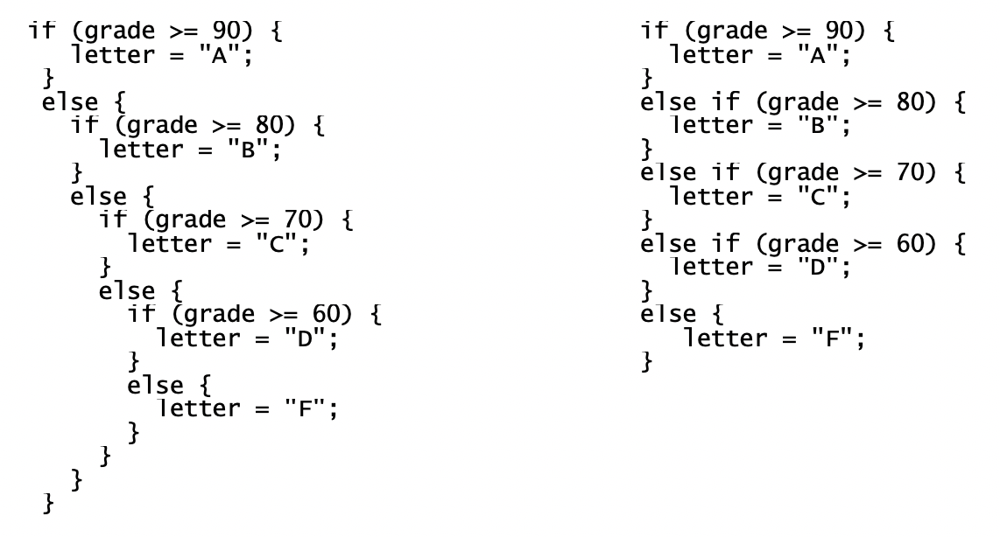 if (grade >= 90) {
   letter = "A";
 }
 else {
   if (grade >= 80) {
     letter = "B";
   }
   else {
     if (grade >= 70) {
       letter = "C";
     }
     else {
       if (grade >= 60) {
         letter = "D";
       }
       else {
         letter = "F";
       }
     }
   }
 }
if (grade >= 90) {
  letter = "A";
}
else if (grade >= 80) {
  letter = "B";
}
else if (grade >= 70) {
  letter = "C";
}
else if (grade >= 60) {
  letter = "D";
}
else {
   letter = "F";
}